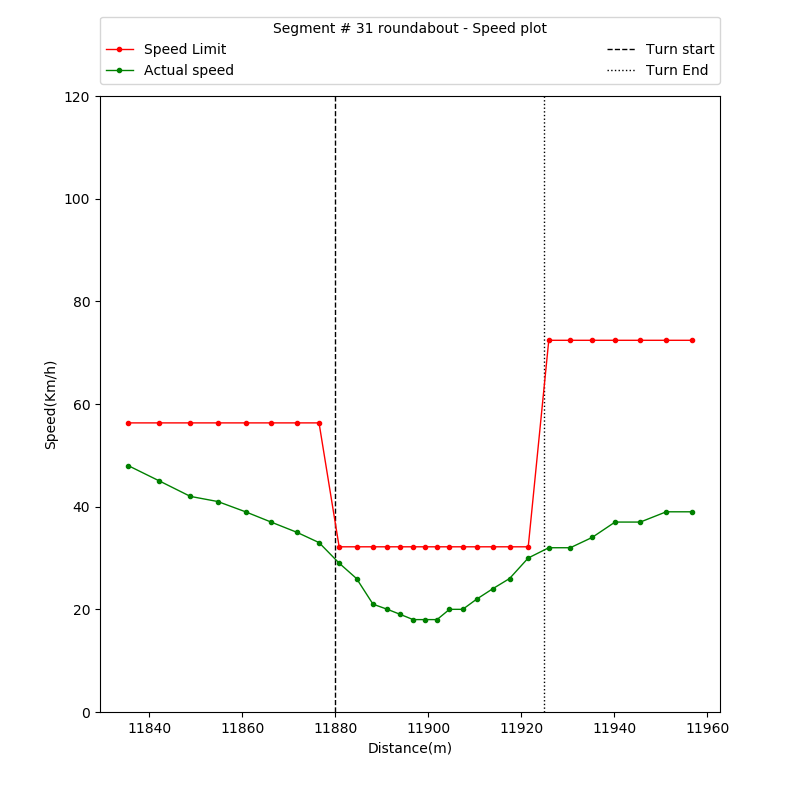 Segment # 31 roundabout - Speed plot
Speed Limit
Turn start
Actual speed
Turn End
120
100
80
60
40
20
0
Speed(Km/h)
11840 11860 11880 11900 11920 11940 11960
Distance(m)